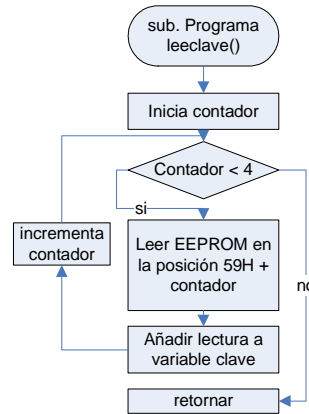 sub. Programa
leeclave()
Inicia contador
Contador < 4
si
incrementa
contador
Leer EEPROM en
la posición 59H +
contador
no
Añadir lectura a
variable clave
retornar